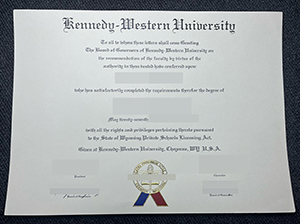 Kennedy-Western University
To all to whom these letters shall come Greeting
The Board of Governors of Kennedy-Western University on
the recommendation of the faculty by virtue of the
authority in them vested have conferred upon
who has satisfactorily completed the requirements therefor the degree of
May
with all the rights and privileges pertaining thereto pursuant
to the State of Wyoming Private Schools Licensing Act,
Given at Kennedy-Western University, Cheyenne, WY U.S.A.